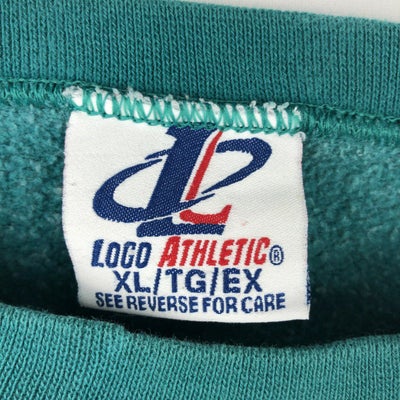 L
LOGO ATHLETIC®
XL/TG/EX
SEE REVERSE FOR CARE